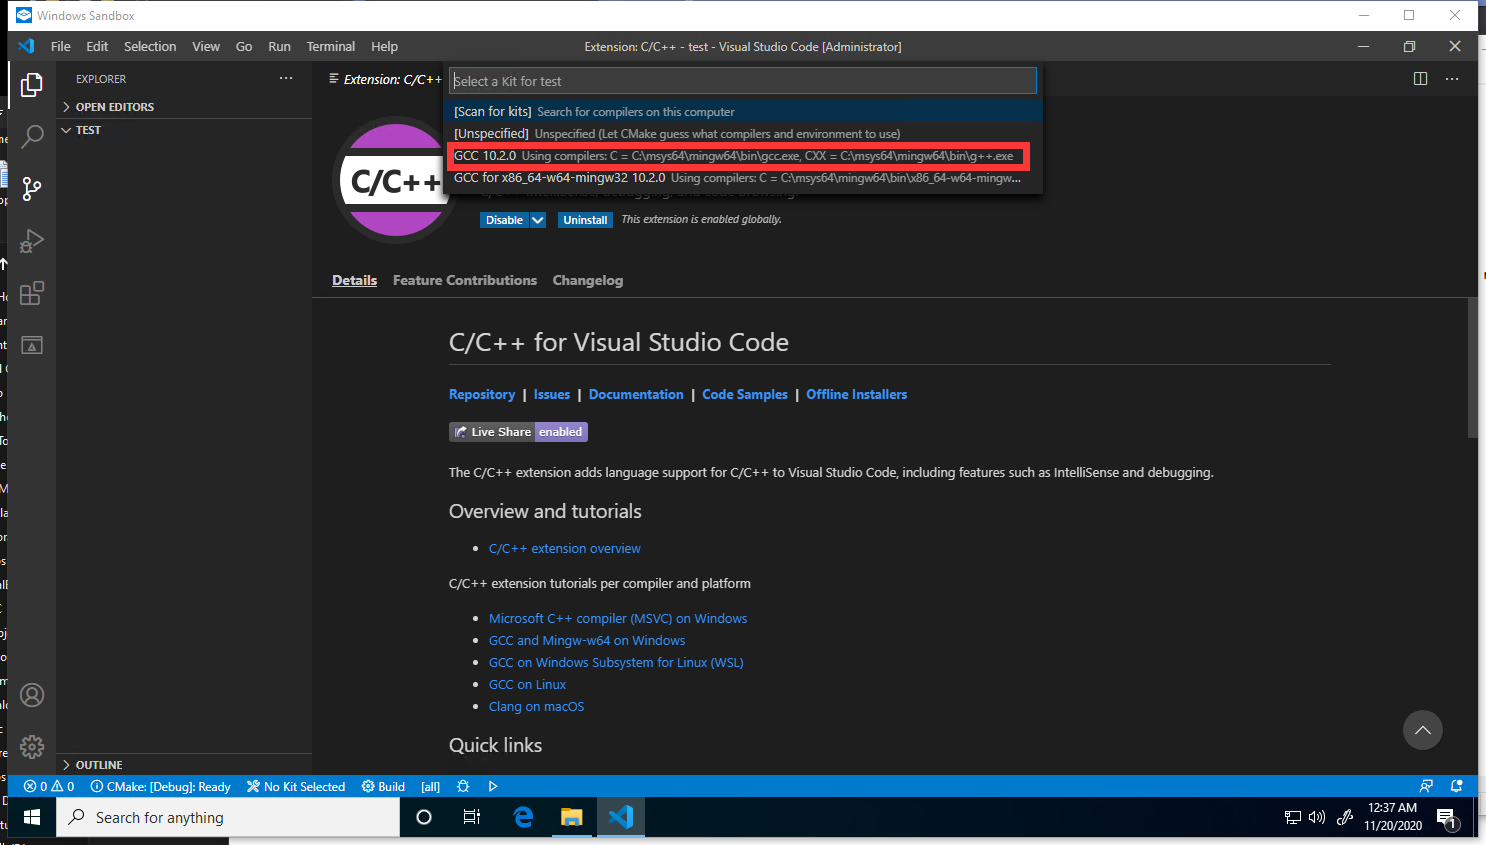 Windows Sandbox
File Edit Selection View Go Run Terminal Help
Extension: C/C++ - test - Visual Studio Code [Administrator]
EXPLORER
OPEN EDITORS
TEST
Extension: C/C++
Select a Kit for test
[Scan for kits] Search for compilers on this computer
[Unspecified] Unspecified (Let CMake guess what compilers and environment to use)
GCC 10.2.0 Using compilers: C = C:\msys64\mingw64\bin\gcc.exe, CXX = C:\msys64\mingw64\bin\g++.exe
GCC for x86_64-w64-mingw32 10.2.0 Using compilers: C = C:\msys64\mingw64\bin\x86_64-w64-mingw...
C/C++
Disable Uninstall This extension is enabled globally.
Details Feature Contributions Changelog
C/C++ for Visual Studio Code
Repository | Issues | Documentation | Code Samples | Offline Installers
Live Share enabled
The C/C++ extension adds language support for C/C++ to Visual Studio Code, including features such as IntelliSense and debugging.
Overview and tutorials
• C/C++ extension overview
C/C++ extension tutorials per compiler and platform
• Microsoft C++ compiler (MSVC) on Windows
• GCC and Mingw-w64 on Windows
• GCC on Windows Subsystem for Linux (WSL)
• GCC on Linux
• Clang on macOS
Quick links
OUTLINE
0 0 CMake: [Debug]: Ready No Kit Selected Build [all]
Search for anything
12:37 AM
11/20/2020
1